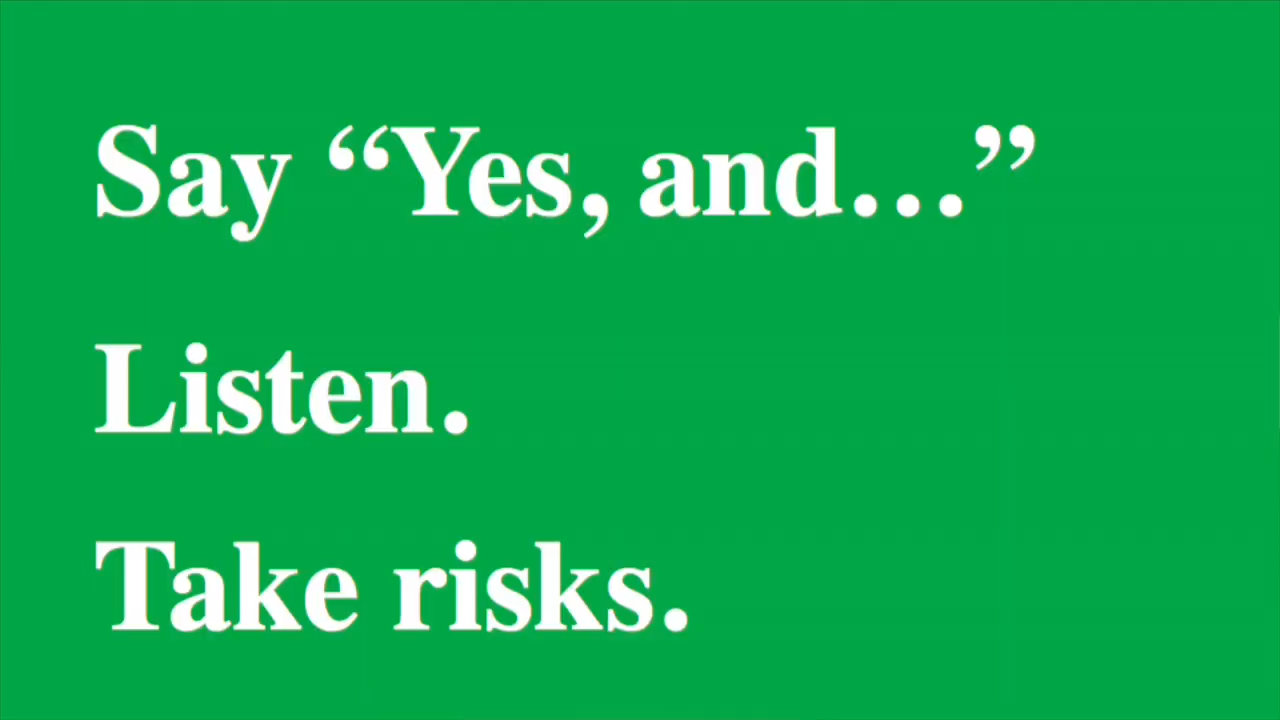 Say “Yes, and…”
Listen.
Take risks.